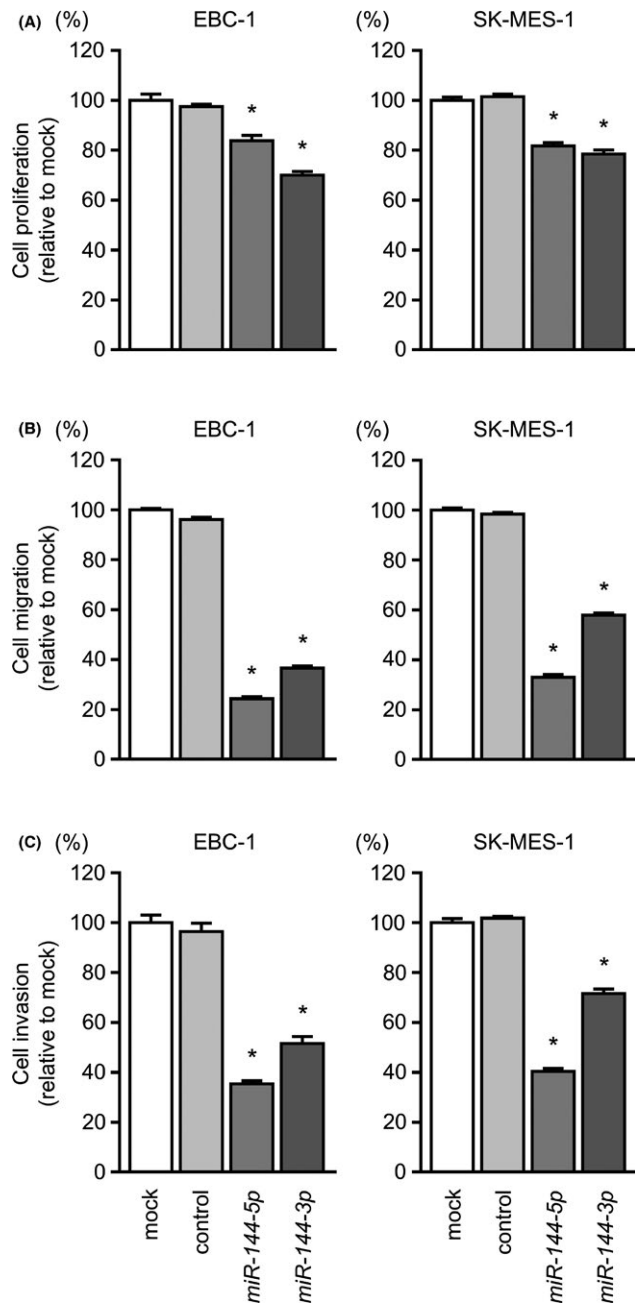 (A) (%) EBC-1 (%) SK-MES-1
Cell proliferation
(relative to mock)
120
100
80
60
40
20
0
* *
120
100
80
60
40
20
0
* *
(B) (%) EBC-1 (%) SK-MES-1
Cell migration
(relative to mock)
120
100
80
60
40
20
0
* *
120
100
80
60
40
20
0
* *
(C) (%) EBC-1 (%) SK-MES-1
Cell invasion
(relative to mock)
120
100
80
60
40
20
0
* *
120
100
80
60
40
20
0
* *
mock
control
miR-144-5p
miR-144-3p
mock
control
miR-144-5p
miR-144-3p